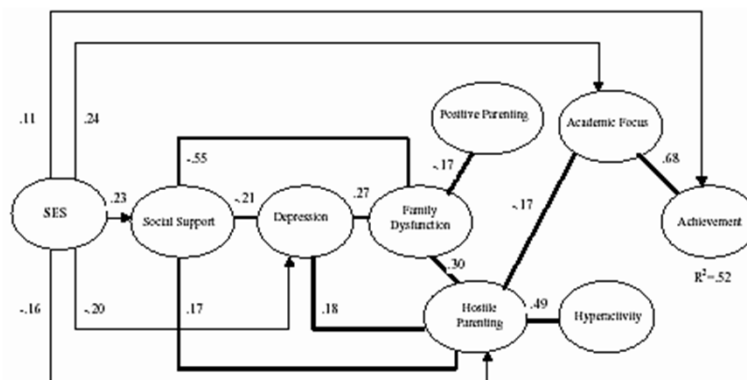 Positive Parenting
Academic Focus
.11
.24
-.55
-.17
.68
SES
.23
Social Support
-.21
Depression
.27
Family
Dysfunction
-.17
Achievement
R²=.52
.30
-.16
-.20
.17
.18
Hostile
Parenting
.49
Hyperactivity